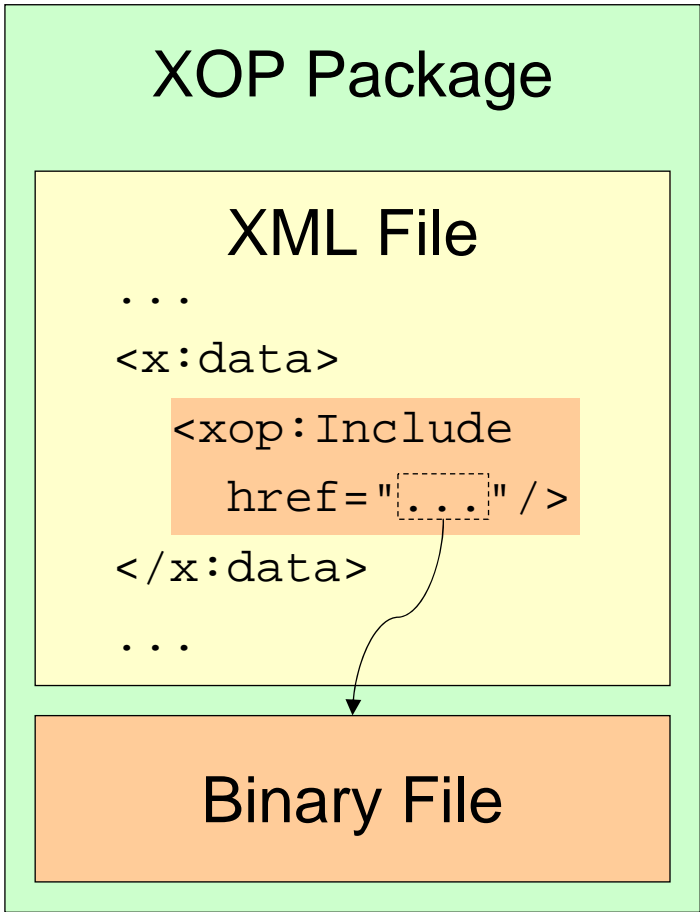 XOP Package
XML File
...
<x:data>
<xop:Include
href="..."/>
</x:data>
...
Binary File